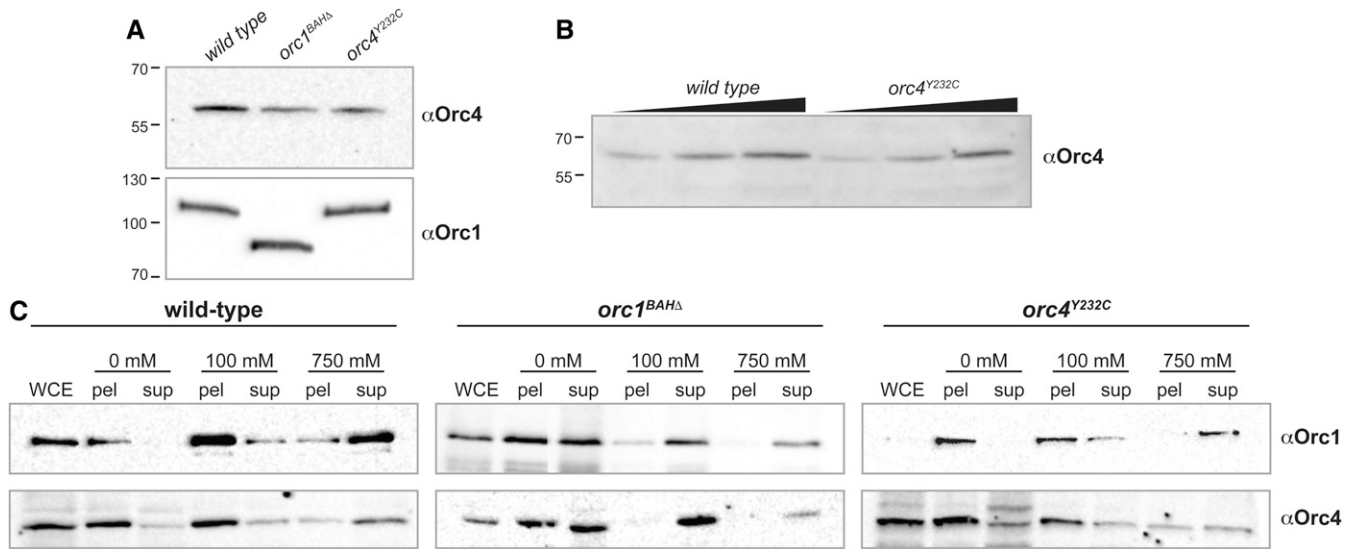 A
wild type
orc1BAHΔ
orc4Y232C
70
55
αOrc4
130
100
70
αOrc1
B
wild type
orc4Y232C
70
55
αOrc4
C
wild-type
orc1BAHΔ
orc4Y232C
0 mM 100 mM 750 mM
0 mM 100 mM 750 mM
0 mM 100 mM 750 mM
WCE pel sup pel sup pel sup
WCE pel sup pel sup pel sup
WCE pel sup pel sup pel sup
αOrc1
αOrc4